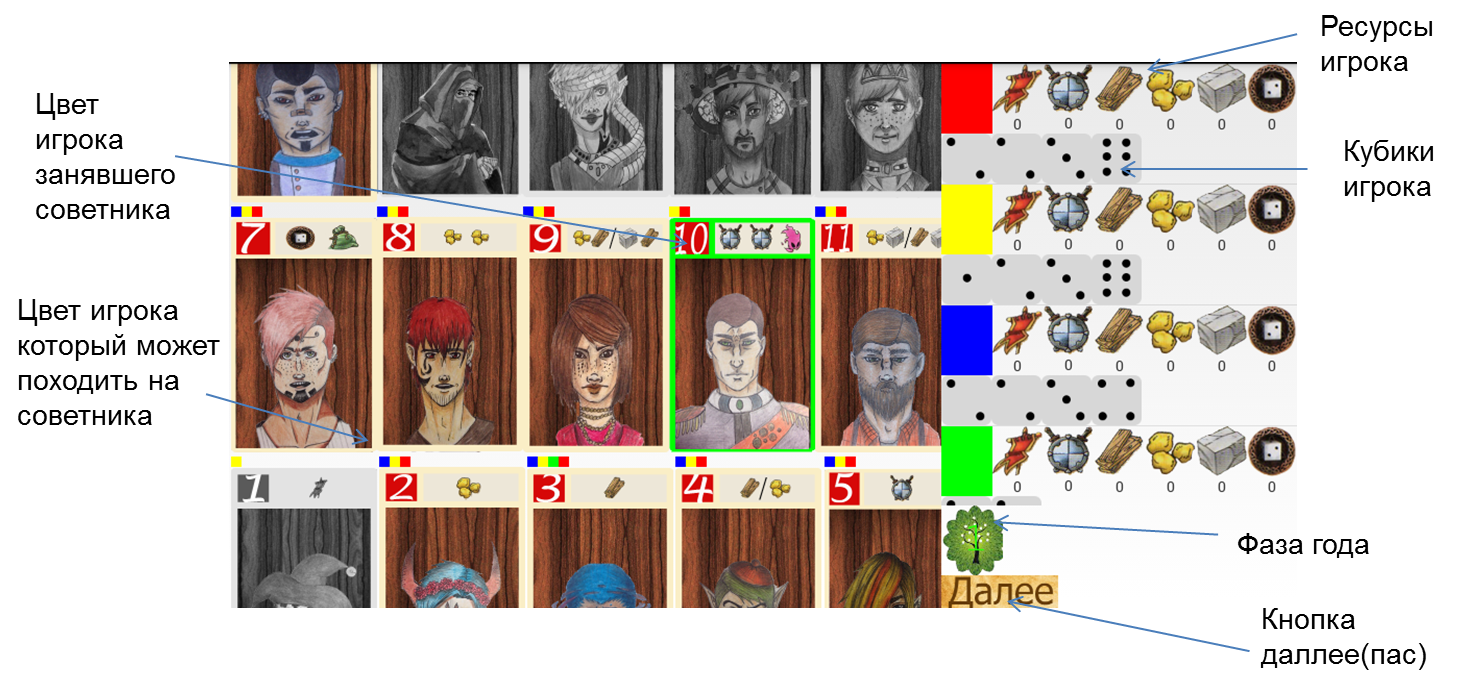 Ресурсы
игрока
Цвет
игрока
занявшего
советника
Кубики
игрока
0 0 0 0 0 0
7 8 9 / 10 11 /
0 0 0 0 0 0
Цвет игрока
который может
походить на
советника
0 0 0 0 0 0
1 2 3 4 / 5
0 0 0 0 0 0
Фаза года
Далее
Кнопка
даллее(пас)